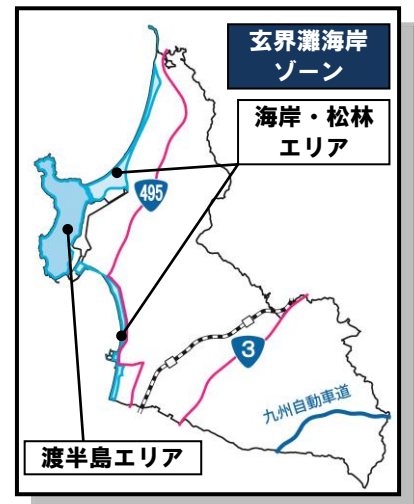 玄界灘海岸
ゾーン
海岸・松林
エリア
495
3
九州自動車道
渡半島エリア